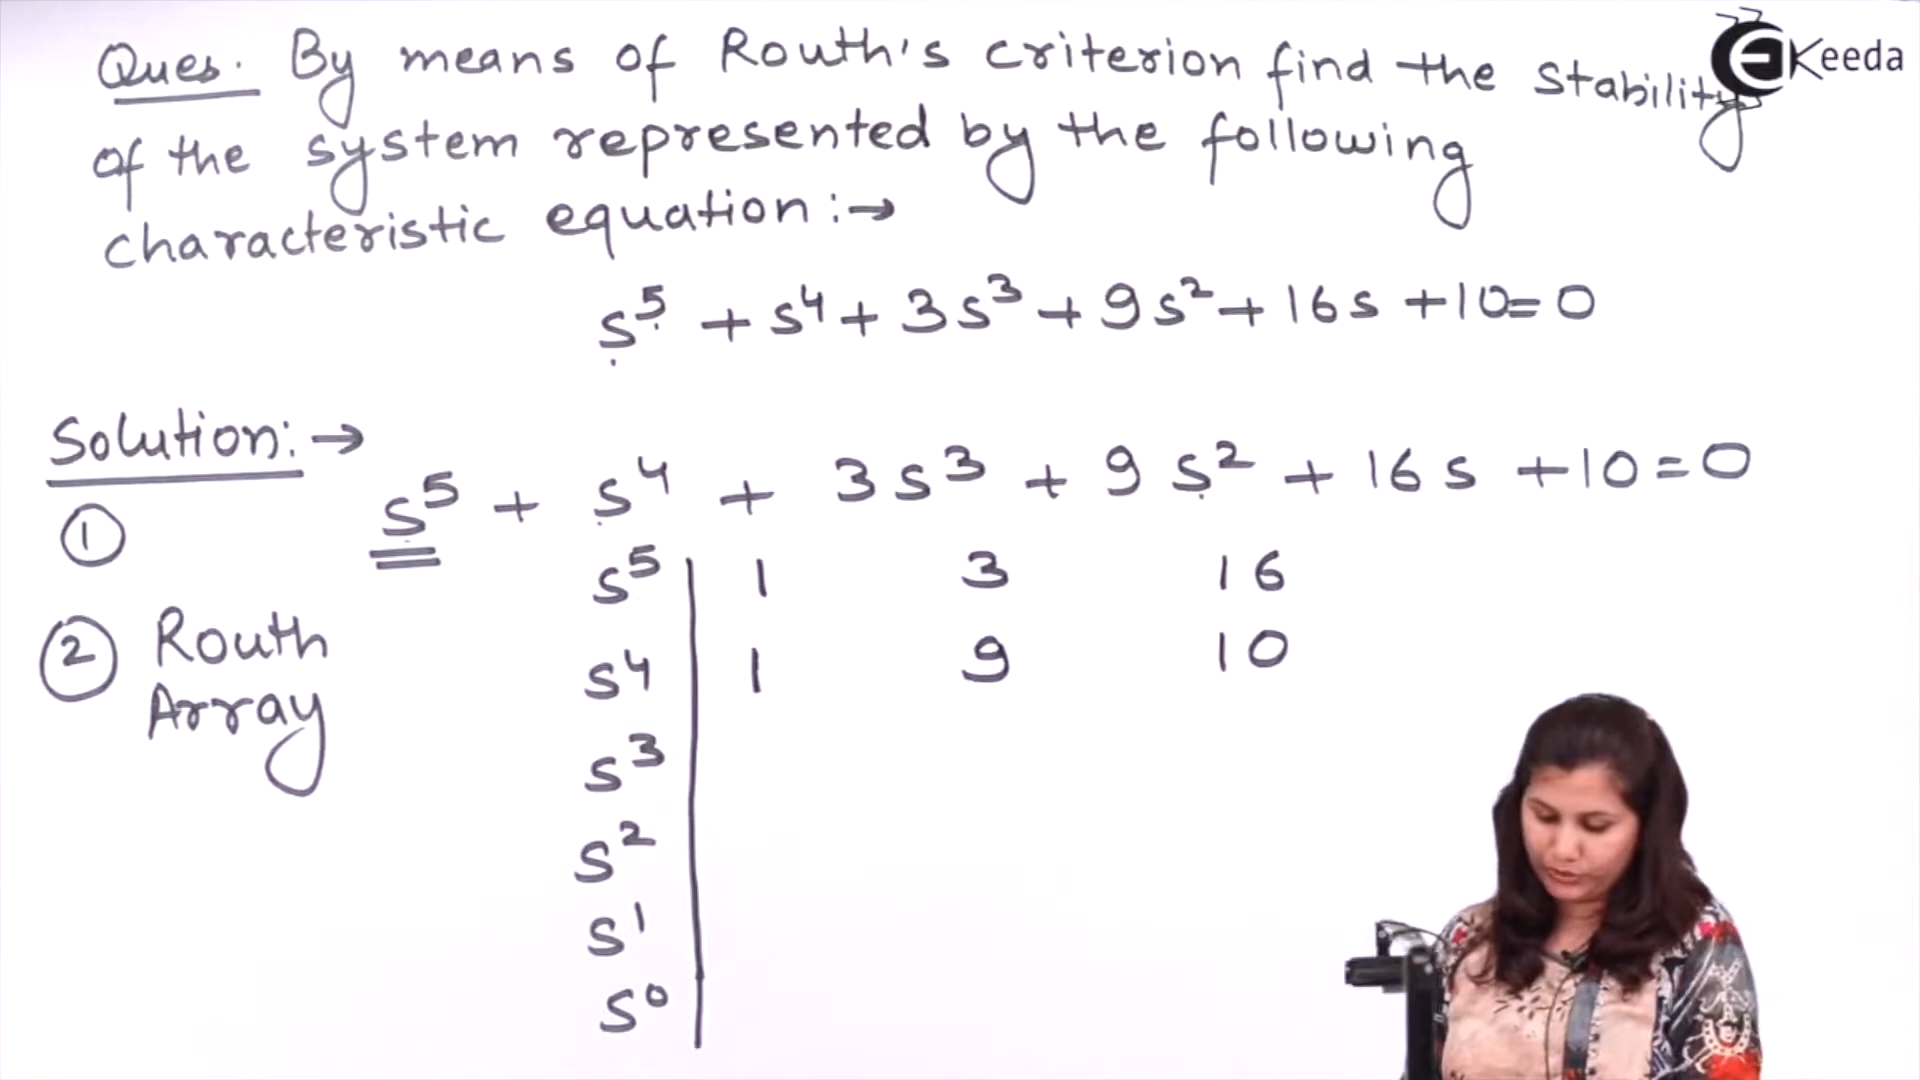 Ques. By means of Routh's criterion find the stability
of the system represented by the following
characteristic equation :→
s⁵ + s⁴ + 3s³ + 9s² + 16s + 10 = 0
Solution: →
① s⁵ + s⁴ + 3s³ + 9s² + 16s + 10 = 0
② Routh Array
s⁵ | 1 3 16
s⁴ | 1 9 10
s³
s²
s¹
s⁰
EKeeda